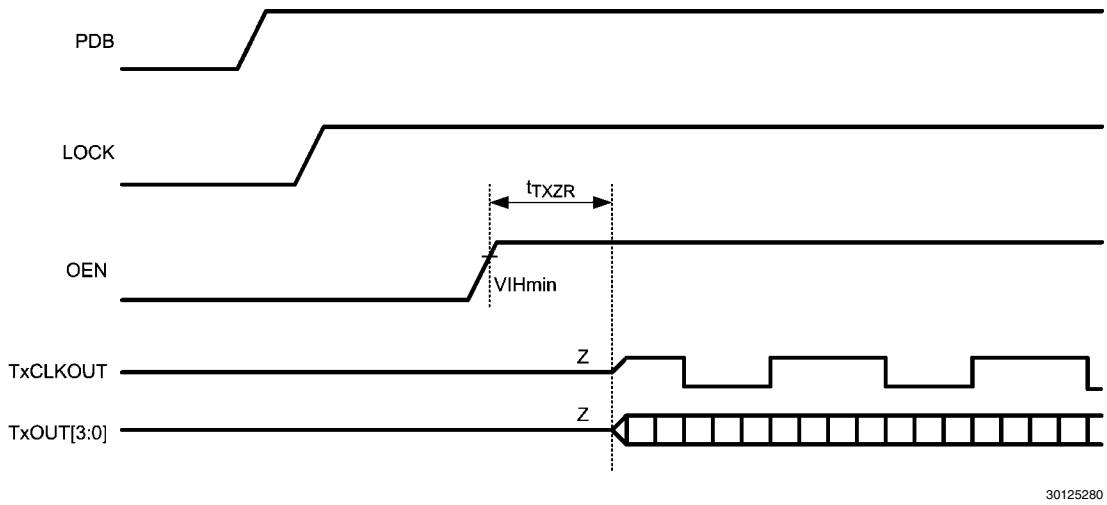 PDB
LOCK
tTXZR
OEN
VIHmin
Z
TxCLKOUT
Z
TxOUT[3:0]
30125280